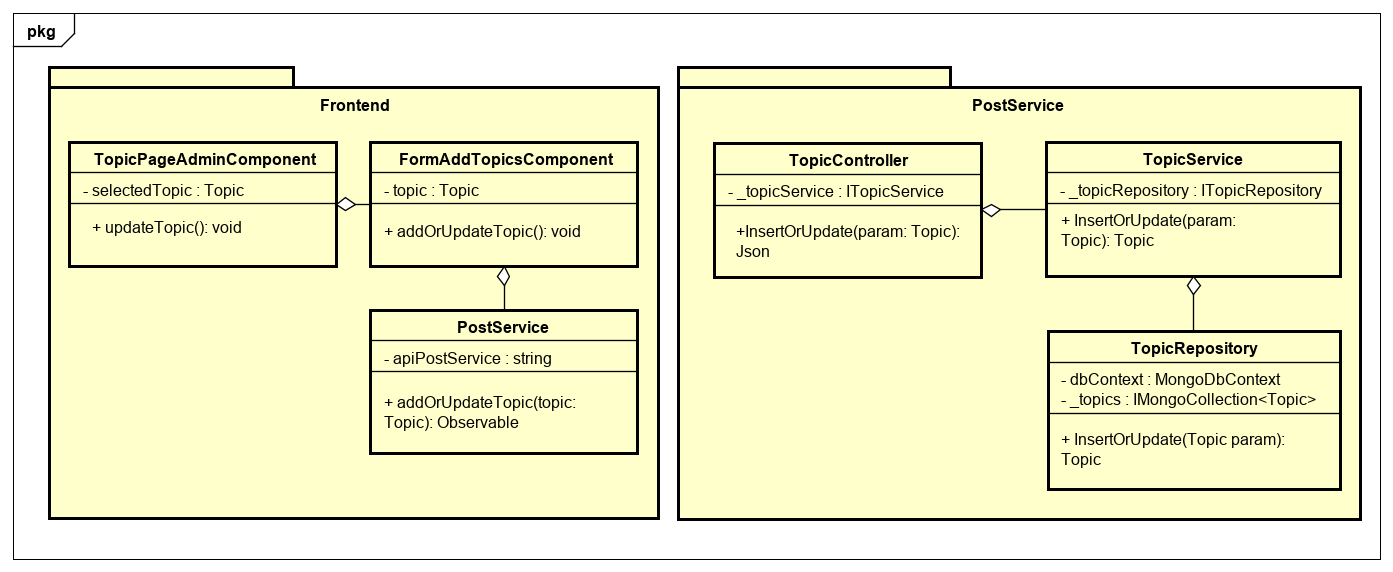 pkg
Frontend
TopicPageAdminComponent
- selectedTopic : Topic
+ updateTopic(): void
FormAddTopicsComponent
- topic : Topic
+ addOrUpdateTopic(): void
PostService
- apiPostService : string
+ addOrUpdateTopic(topic:
Topic): Observable
PostService
TopicController
- _topicService : ITopicService
+InsertOrUpdate(param: Topic):
Json
TopicService
- _topicRepository : ITopicRepository
+ InsertOrUpdate(param:
Topic): Topic
TopicRepository
- dbContext : MongoDbContext
- _topics : IMongoCollection<Topic>
+ InsertOrUpdate(Topic param):
Topic